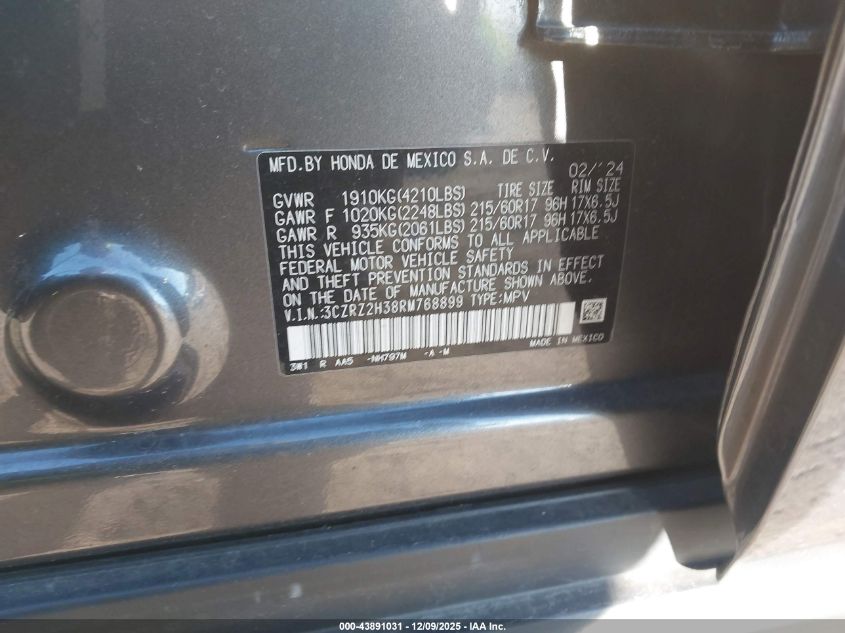 MFD.BY HONDA DE MEXICO S.A. DE C.V.
02/'24
GVWR 1910KG(4210LBS) TIRE SIZE RIM SIZE
GAWR F 1020KG(2248LBS) 215/60R17 96H 17X6.5J
GAWR R 935KG(2061LBS) 215/60R17 96H 17X6.5J
THIS VEHICLE CONFORMS TO ALL APPLICABLE
FEDERAL MOTOR VEHICLE SAFETY
AND THEFT PREVENTION STANDARDS IN EFFECT
ON THE DATE OF MANUFACTURE SHOWN ABOVE.
V.I.N.:3CZRZ2H38RM768899 TYPE:MPV
MADE IN MEXICO
3W1 R AA5 -NH797M -A -M
000-43891031 | 12/09/2025 | IAA Inc.